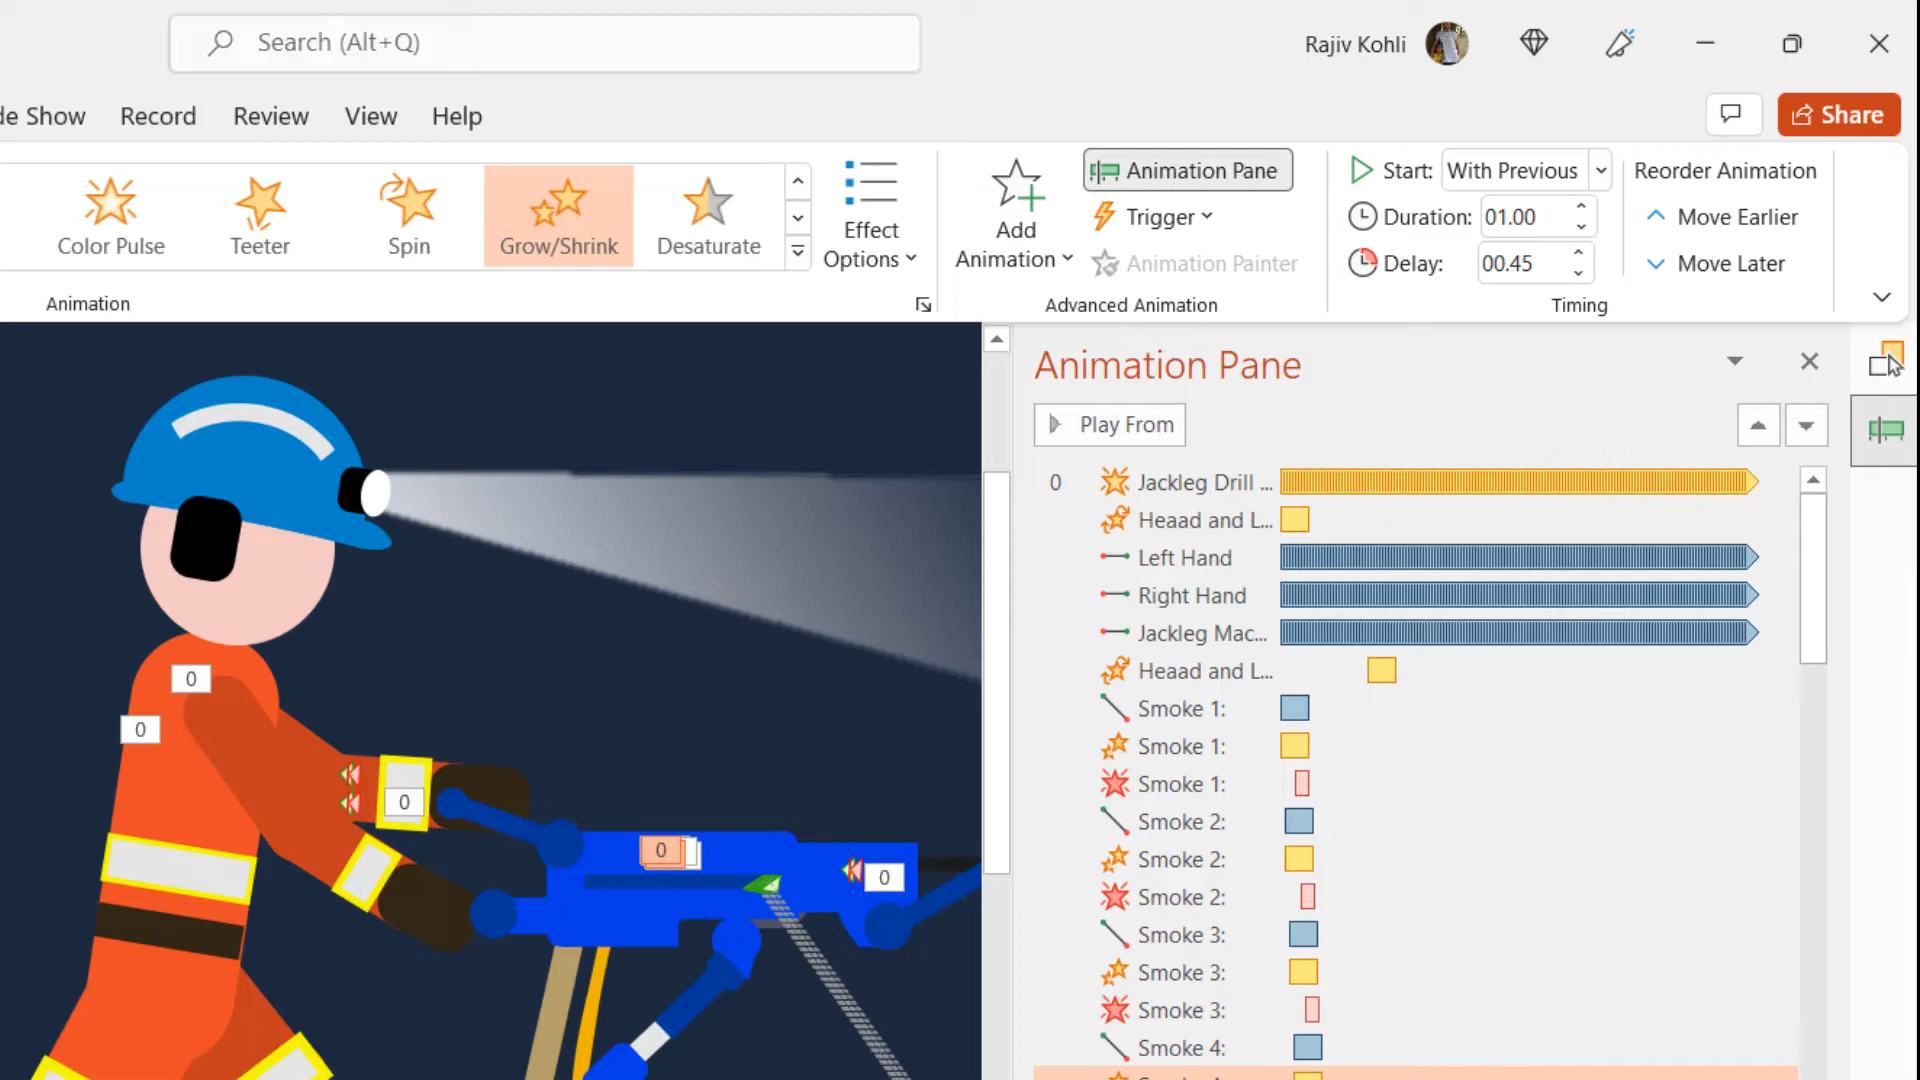 Search (Alt+Q)
Rajiv Kohli
de Show
Record
Review
View
Help
Share
Color Pulse
Teeter
Spin
Grow/Shrink
Desaturate
Effect
Options
Animation
Add
Animation
Animation Pane
Trigger
Animation Painter
Advanced Animation
Start: With Previous
Duration: 01.00
Delay: 00.45
Reorder Animation
Move Earlier
Move Later
Timing
Animation Pane
Play From
0 Jackleg Drill ...
Heaad and L...
Left Hand
Right Hand
Jackleg Mac...
Heaad and L...
Smoke 1:
Smoke 1:
Smoke 1:
Smoke 2:
Smoke 2:
Smoke 2:
Smoke 3:
Smoke 3:
Smoke 3:
Smoke 4:
0
0
0
0
0